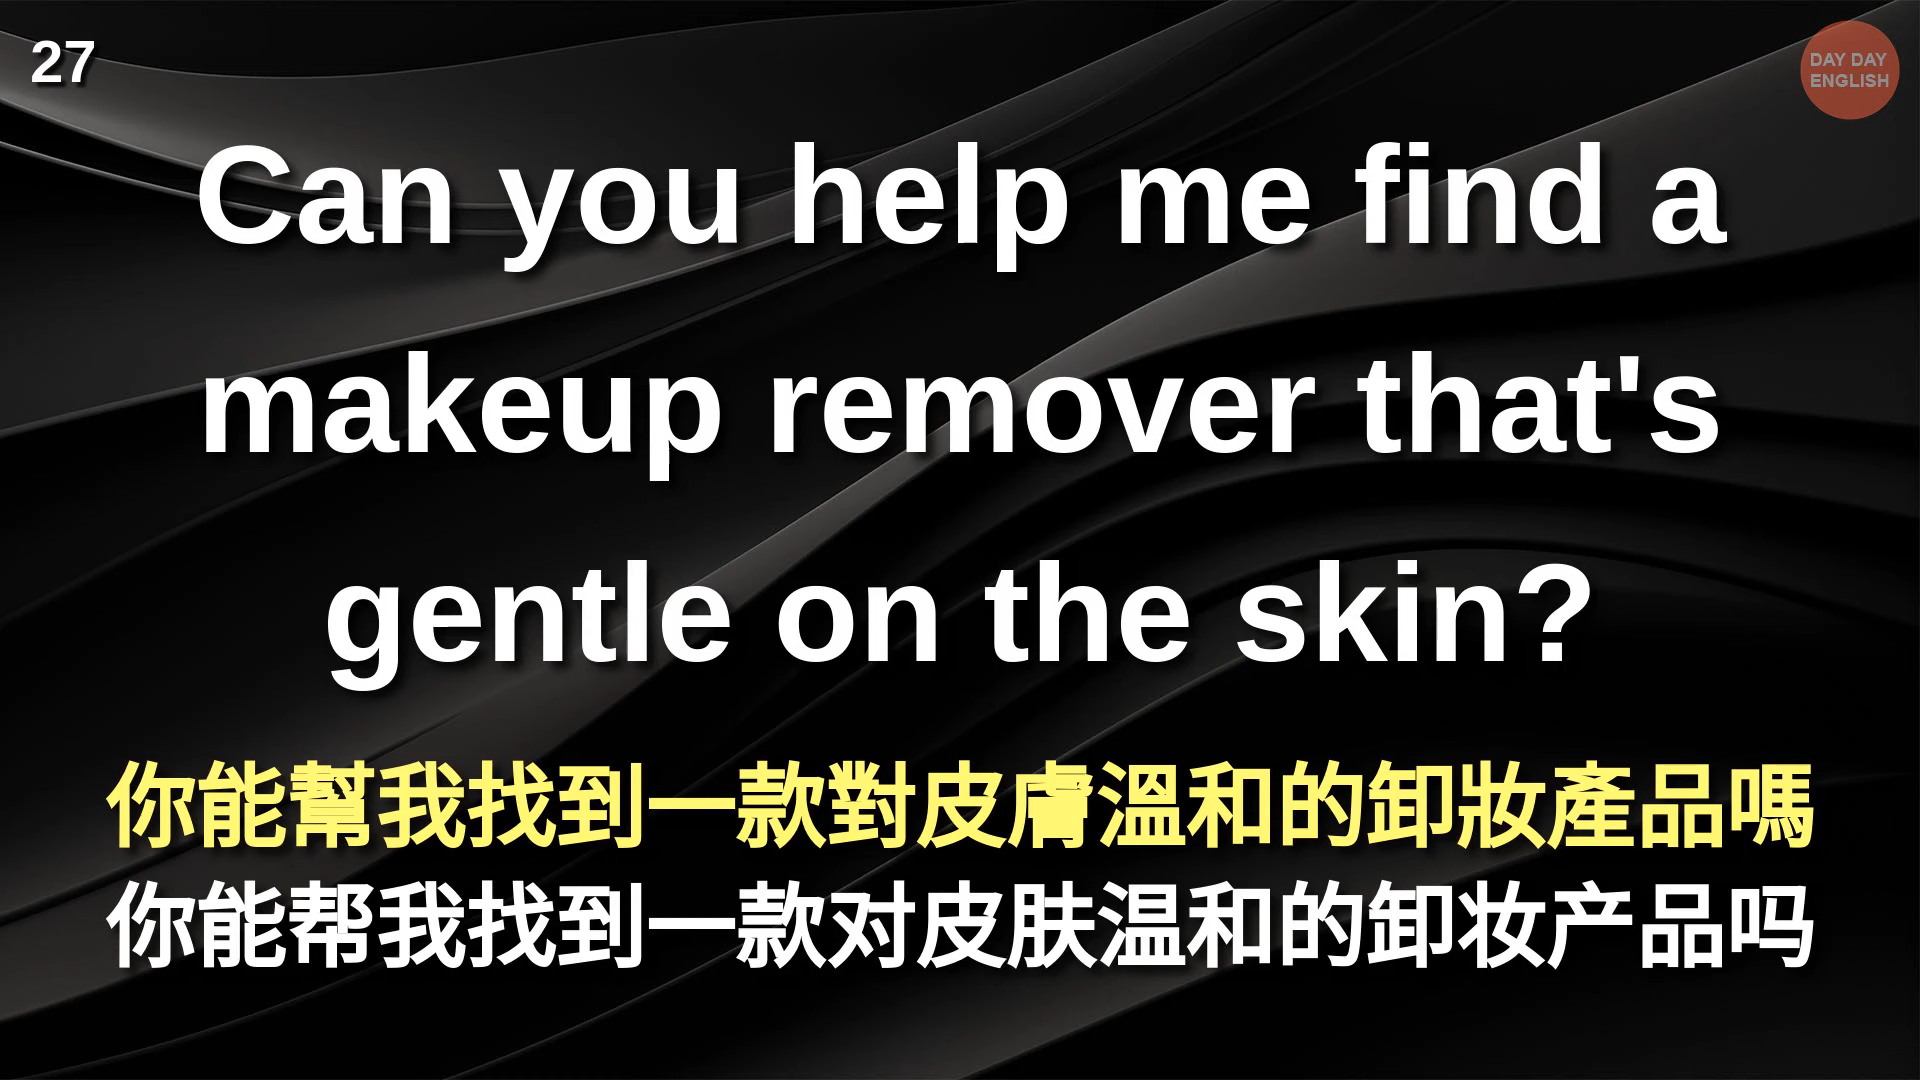 27
DAY DAY
ENGLISH
Can you help me find a
makeup remover that's
gentle on the skin?
你能幫我找到一款對皮膚溫和的卸妝產品嗎
你能帮我找到一款对皮肤温和的卸妆产品吗